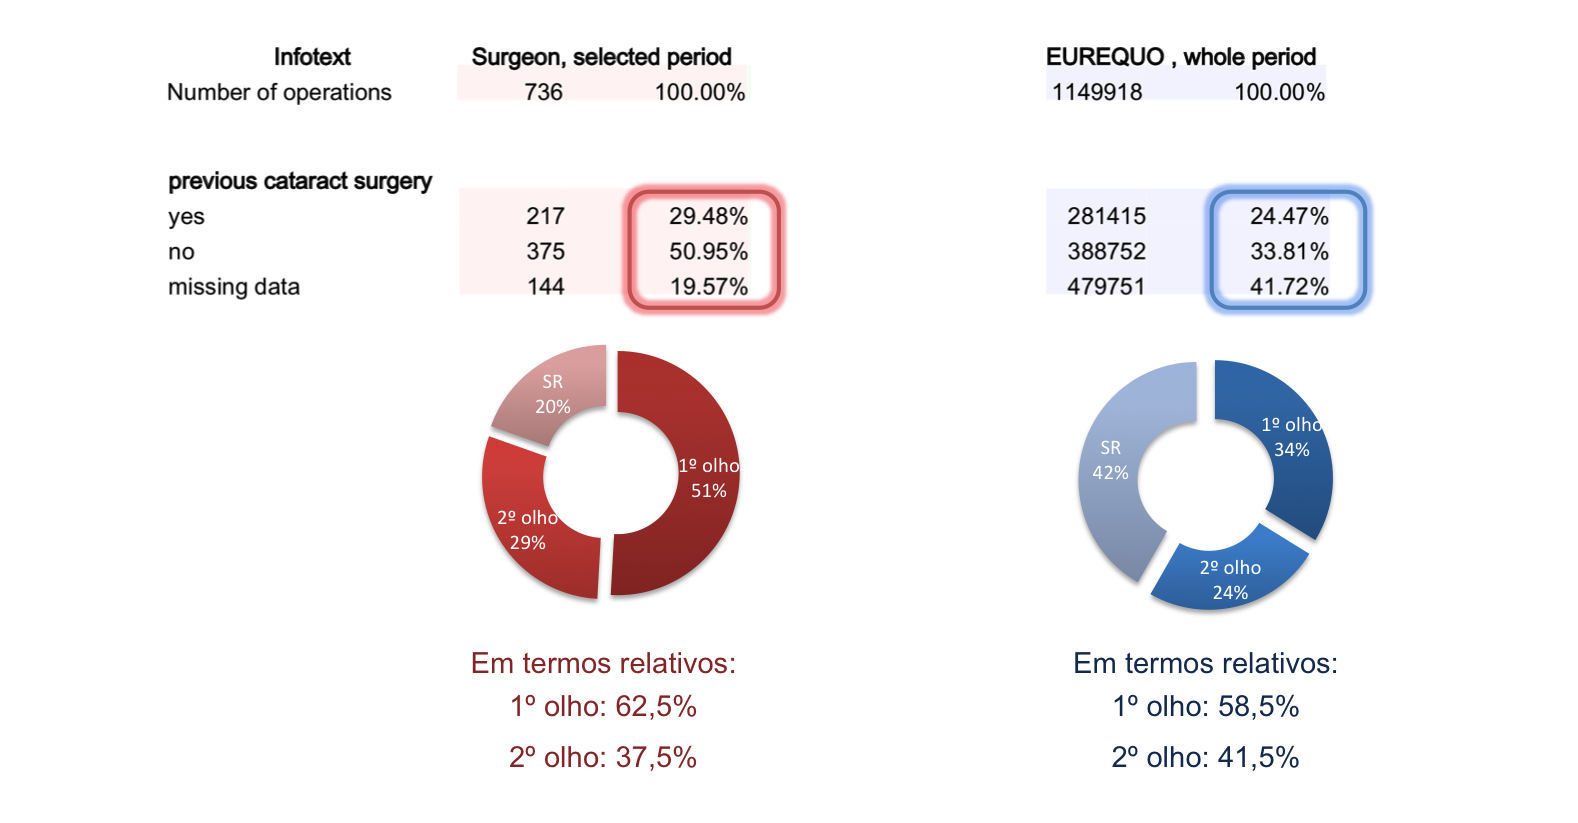 Infotext Surgeon, selected period EUREQUO , whole period
Number of operations 736 100.00% 1149918 100.00%
previous cataract surgery
yes 217 29.48% 281415 24.47%
no 375 50.95% 388752 33.81%
missing data 144 19.57% 479751 41.72%
SR
20%
1º olho
51%
2º olho
29%
1º olho
34%
SR
42%
2º olho
24%
Em termos relativos:
1º olho: 62,5%
2º olho: 37,5%
Em termos relativos:
1º olho: 58,5%
2º olho: 41,5%